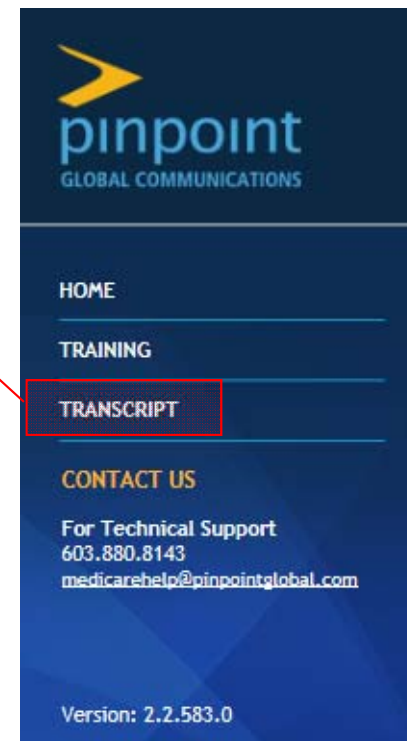 pinpoint
GLOBAL COMMUNICATIONS
HOME
TRAINING
TRANSCRIPT
CONTACT US
For Technical Support
603.880.8143
medicarehelp@pinpointglobal.com
Version: 2.2.583.0